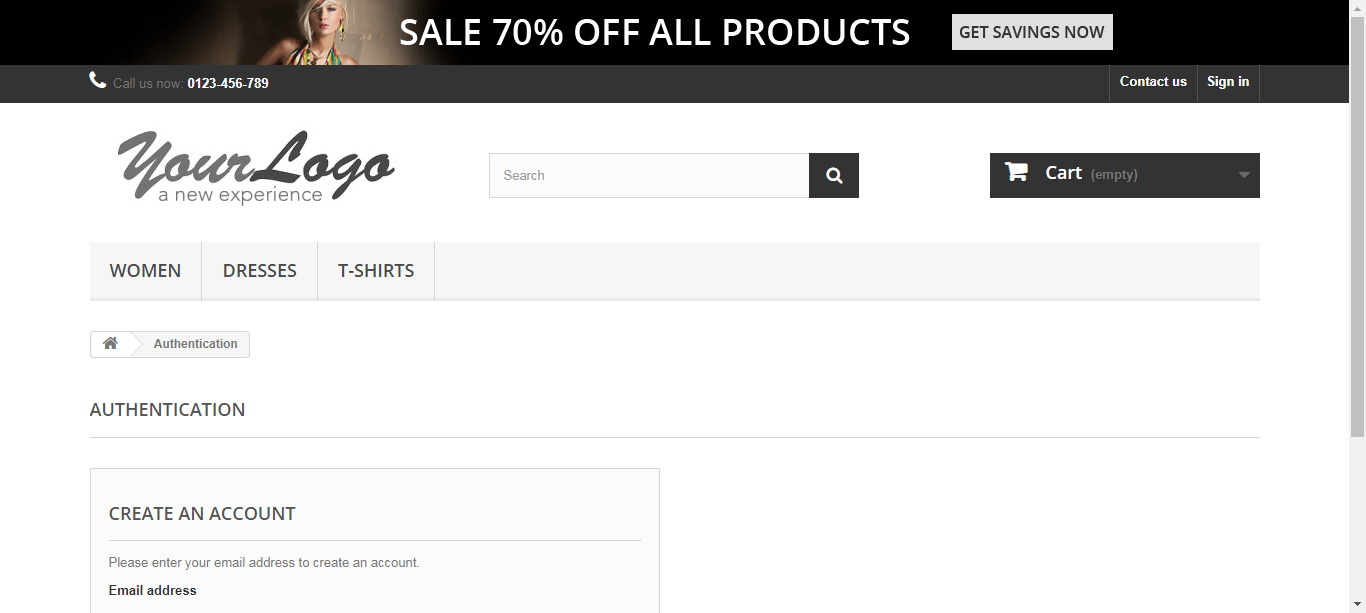 SALE 70% OFF ALL PRODUCTS GET SAVINGS NOW
Call us now: 0123-456-789 Contact us Sign in
Your Logo
a new experience
Search
Cart (empty)
WOMEN DRESSES T-SHIRTS
Authentication
AUTHENTICATION
CREATE AN ACCOUNT
Please enter your email address to create an account.
Email address